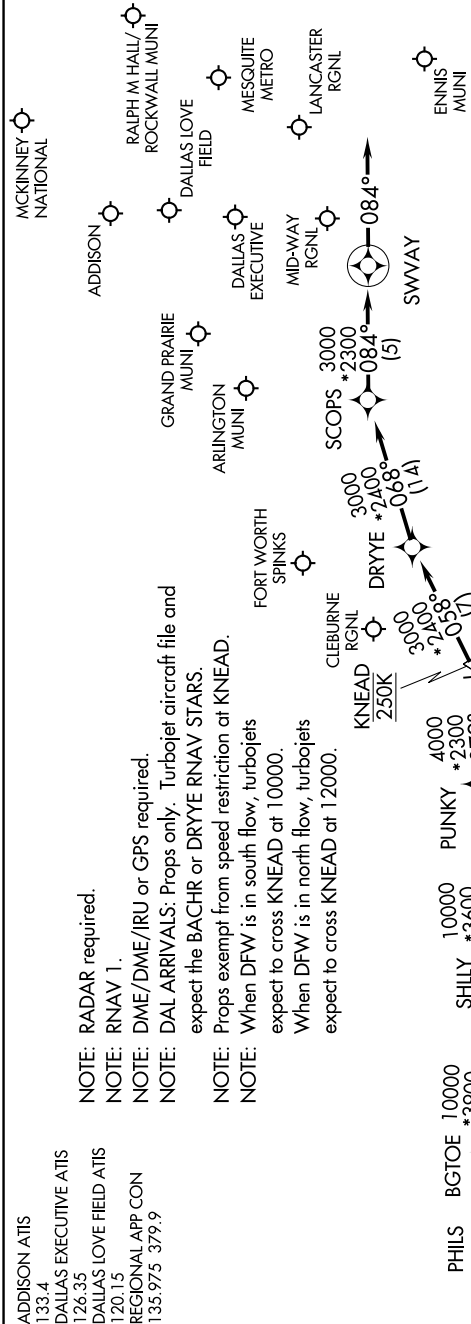 ADDISON ATIS
133.4
DALLAS EXECUTIVE ATIS
126.35
DALLAS LOVE FIELD ATIS
120.15
REGIONAL APP CON
135.975 379.9
NOTE: RADAR required.
NOTE: RNAV 1.
NOTE: DME/DME/IRU or GPS required.
NOTE: DAL ARRIVALS: Props only. Turbojet aircraft file and
expect the BACHR or DRYYE RNAV STARS.
NOTE: Props exempt from speed restriction at KNEAD.
NOTE: When DFW is in south flow, turbojets
expect to cross KNEAD at 10000.
When DFW is in north flow, turbojets
expect to cross KNEAD at 12000.
MCKINNEY
NATIONAL
ADDISON
RALPH M HALL/
ROCKWALL MUNI
DALLAS LOVE
FIELD
MESQUITE
METRO
GRAND PRAIRIE
MUNI
DALLAS
EXECUTIVE
LANCASTER
RGNL
ARLINGTON
MUNI
MID-WAY
RGNL
FORT WORTH
SPINKS
CLEBURNE
RGNL
ENNIS
MUNI
KNEAD
250K
3000
*2400
058°
(7)
DRYYE
3000
*2400
068°
(14)
SCOPS
3000
*2300
084°
(5)
SWVAY
084°
PHILS
BGTOE
10000
*3900
SHLLY
10000
*3600
PUNKY
4000
*2300